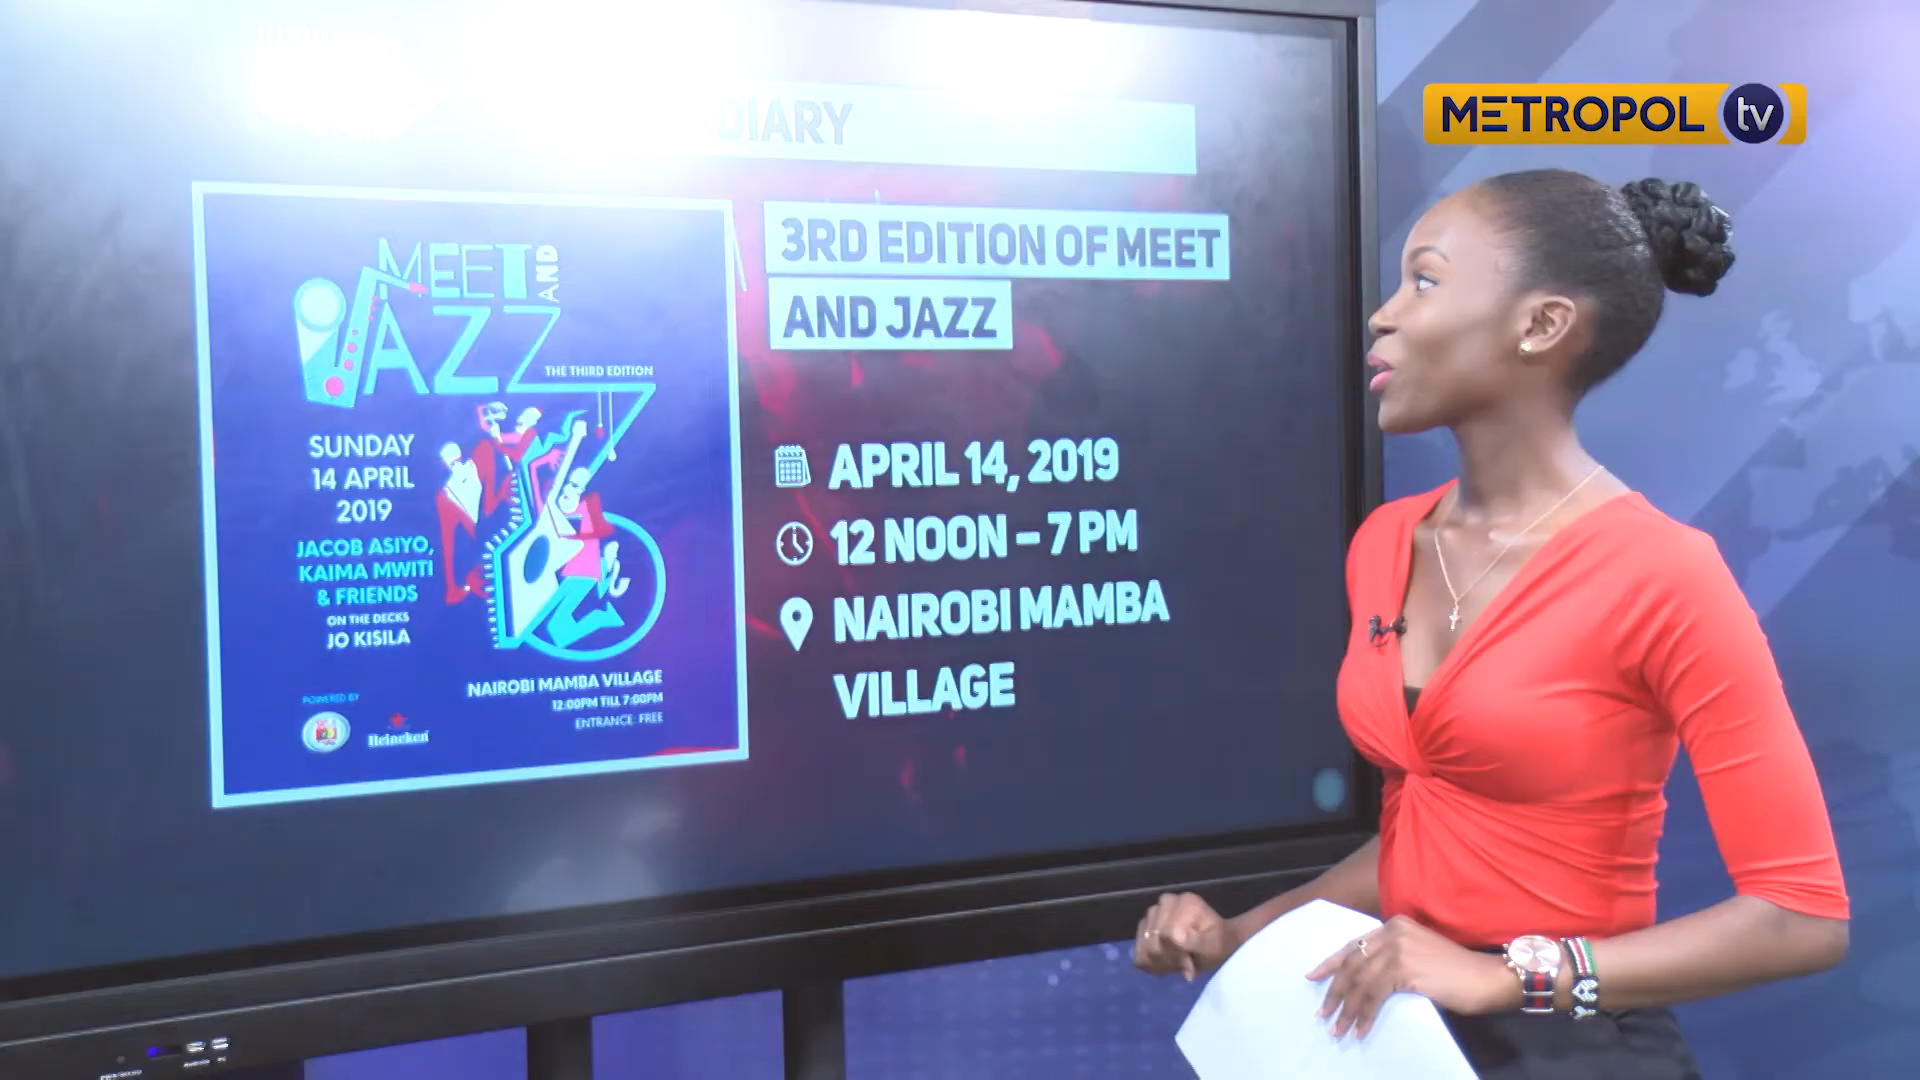 METROPOL tv
DIARY
MEET AND
JAZZ
THE THIRD EDITION
SUNDAY
14 APRIL
2019
JACOB ASIYO,
KAIMA MWITI
& FRIENDS
ON THE DECKS
JO KISILA
NAIROBI MAMBA VILLAGE
12:00PM TILL 7:00PM
ENTRANCE: FREE
POWERED BY
Heineken
3RD EDITION OF MEET
AND JAZZ
APRIL 14, 2019
12 NOON – 7 PM
NAIROBI MAMBA
VILLAGE